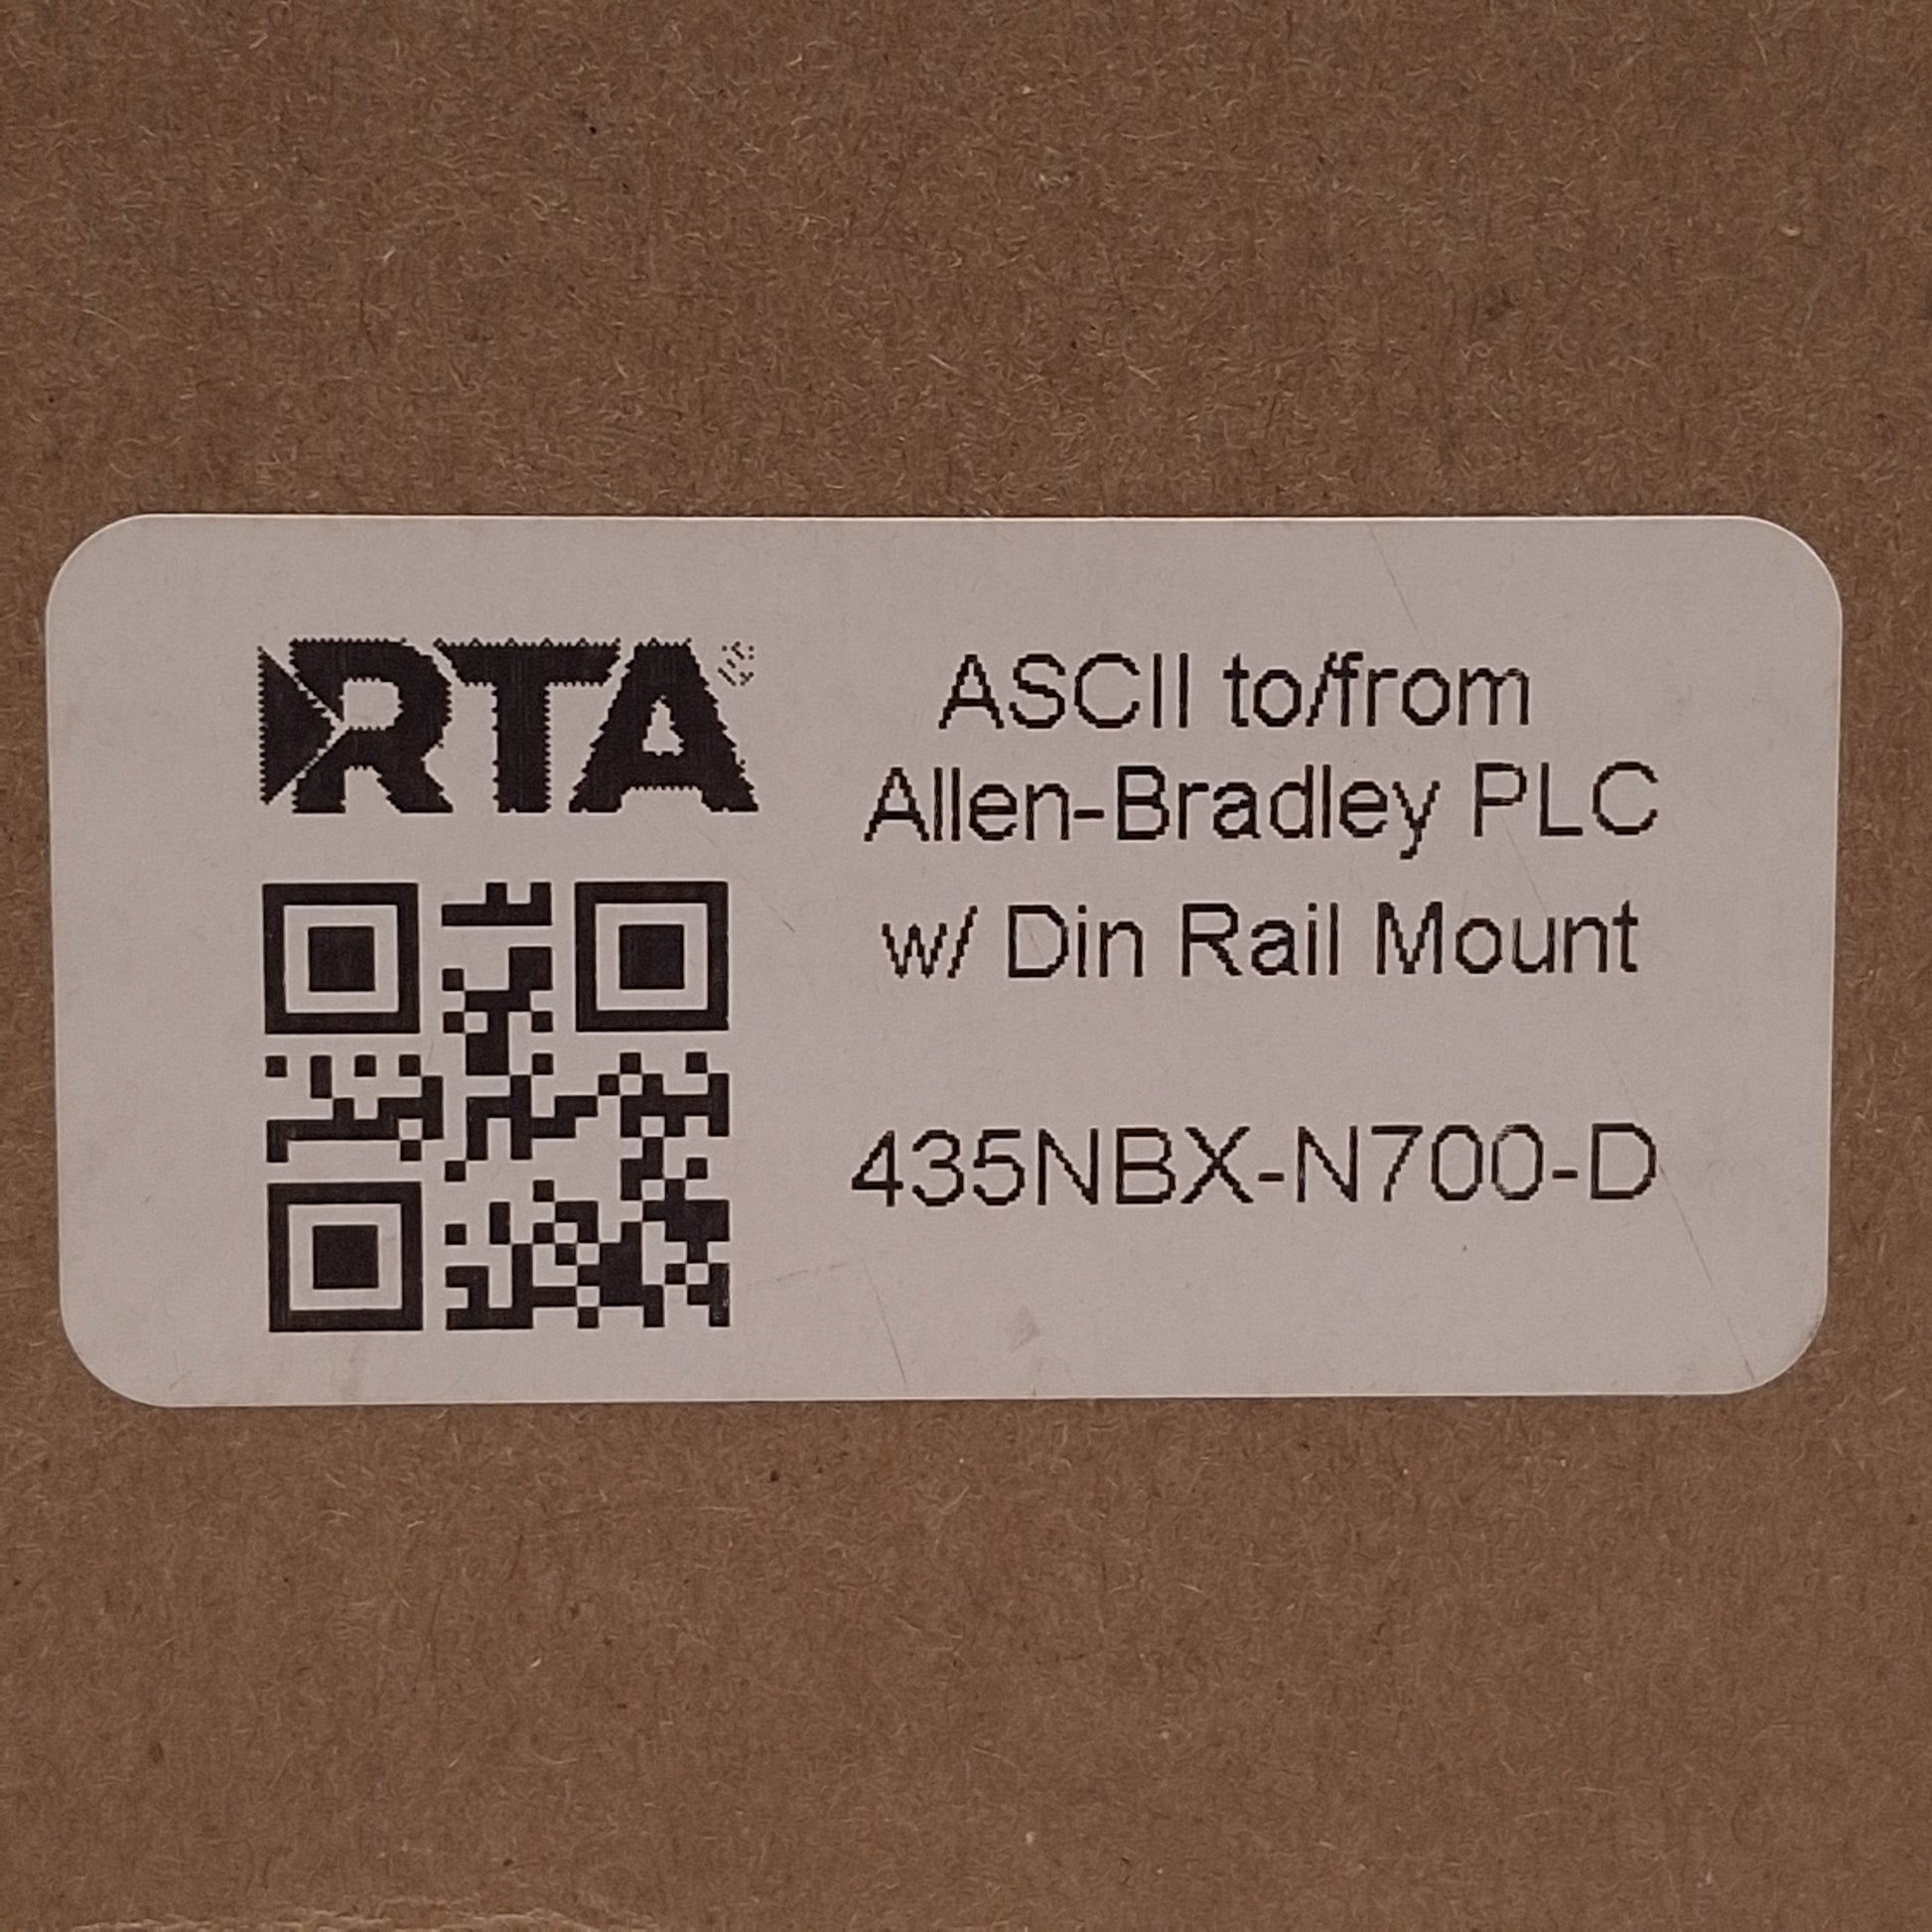 RTA
ASCII to/from
Allen-Bradley PLC
w/ Din Rail Mount
435NBX-N700-D